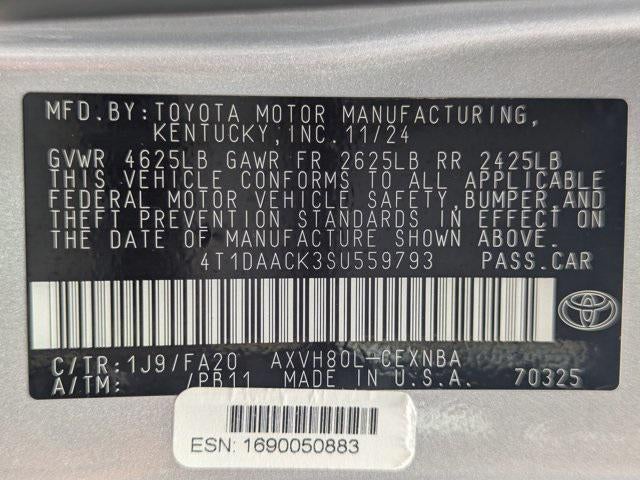 MFD.BY: TOYOTA MOTOR MANUFACTURING,
KENTUCKY, INC. 11/24
GVWR 4625LB GAWR FR 2625LB RR 2425LB
THIS VEHICLE CONFORMS TO ALL APPLICABLE
FEDERAL MOTOR VEHICLE SAFETY, BUMPER, AND
THEFT PREVENTION STANDARDS IN EFFECT ON
THE DATE OF MANUFACTURE SHOWN ABOVE.
4T1DAACK3SU559793 PASS.CAR
C/TR: 1J9/FA20 AXVH80L-CEXNBA
A/TM: /PB11 MADE IN U.S.A. 70325
ESN: 1690050883